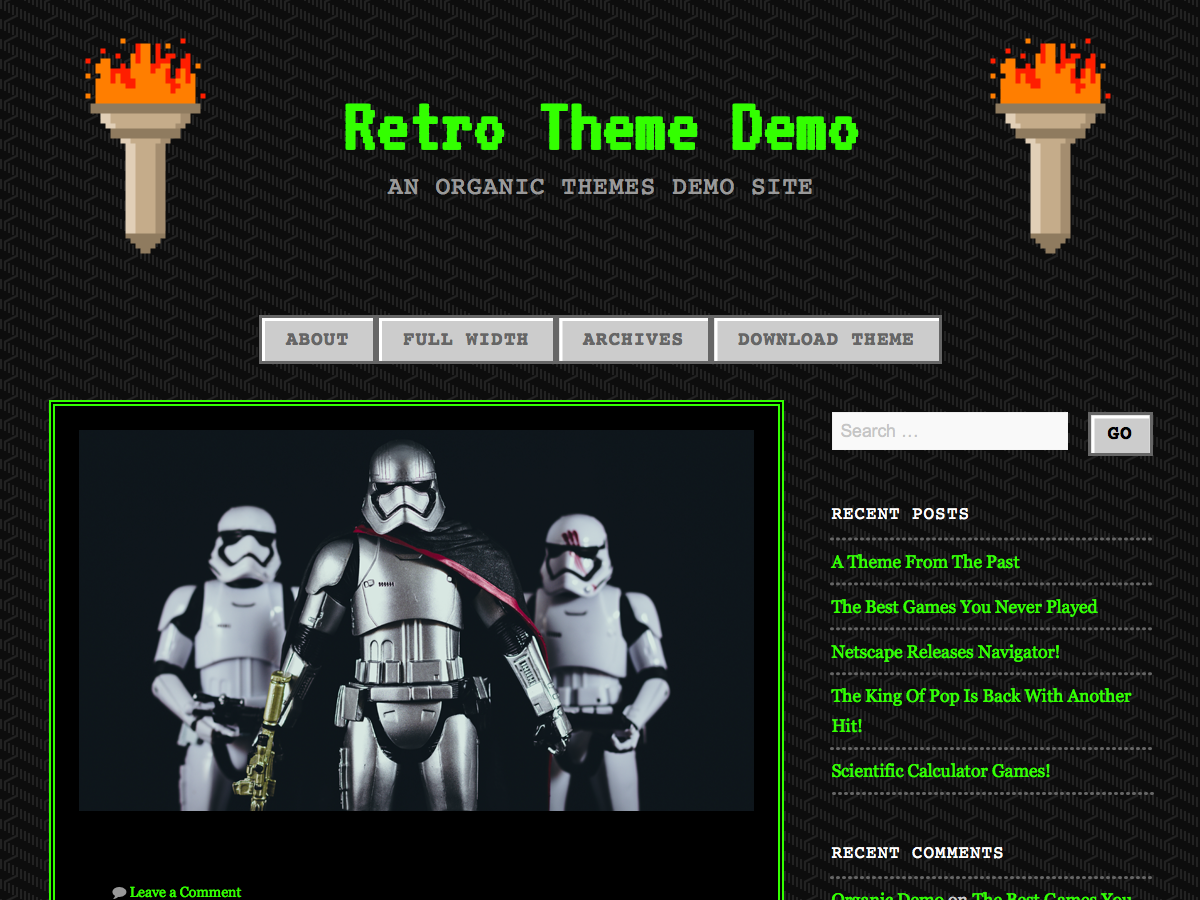 Retro Theme Demo
AN ORGANIC THEMES DEMO SITE
ABOUT
FULL WIDTH
ARCHIVES
DOWNLOAD THEME
Search ...
GO
RECENT POSTS
A Theme From The Past
The Best Games You Never Played
Netscape Releases Navigator!
The King Of Pop Is Back With Another
Hit!
Scientific Calculator Games!
RECENT COMMENTS
Organic Demo on The Best Games You
Leave a Comment